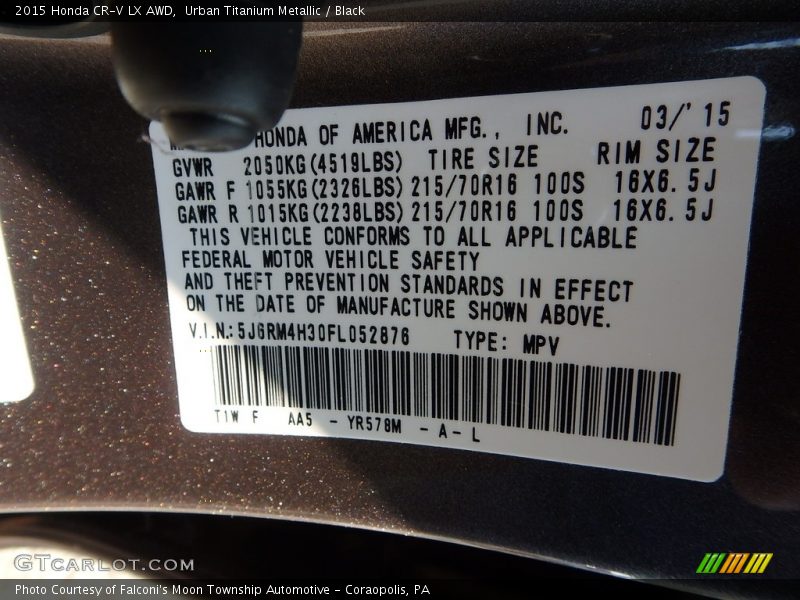 2015 Honda CR-V LX AWD, Urban Titanium Metallic / Black
HONDA OF AMERICA MFG., INC. 03/'15
GVWR 2050KG(4519LBS) TIRE SIZE RIM SIZE
GAWR F 1055KG(2326LBS) 215/70R16 100S 16X6.5J
GAWR R 1015KG(2238LBS) 215/70R16 100S 16X6.5J
THIS VEHICLE CONFORMS TO ALL APPLICABLE
FEDERAL MOTOR VEHICLE SAFETY
AND THEFT PREVENTION STANDARDS IN EFFECT
ON THE DATE OF MANUFACTURE SHOWN ABOVE.
V.I.N.:5J6RM4H30FL052876 TYPE: MPV
T1W F AA5 - YR578M - A - L
GTCARLOT.COM
Photo Courtesy of Falconi's Moon Township Automotive - Coraopolis, PA